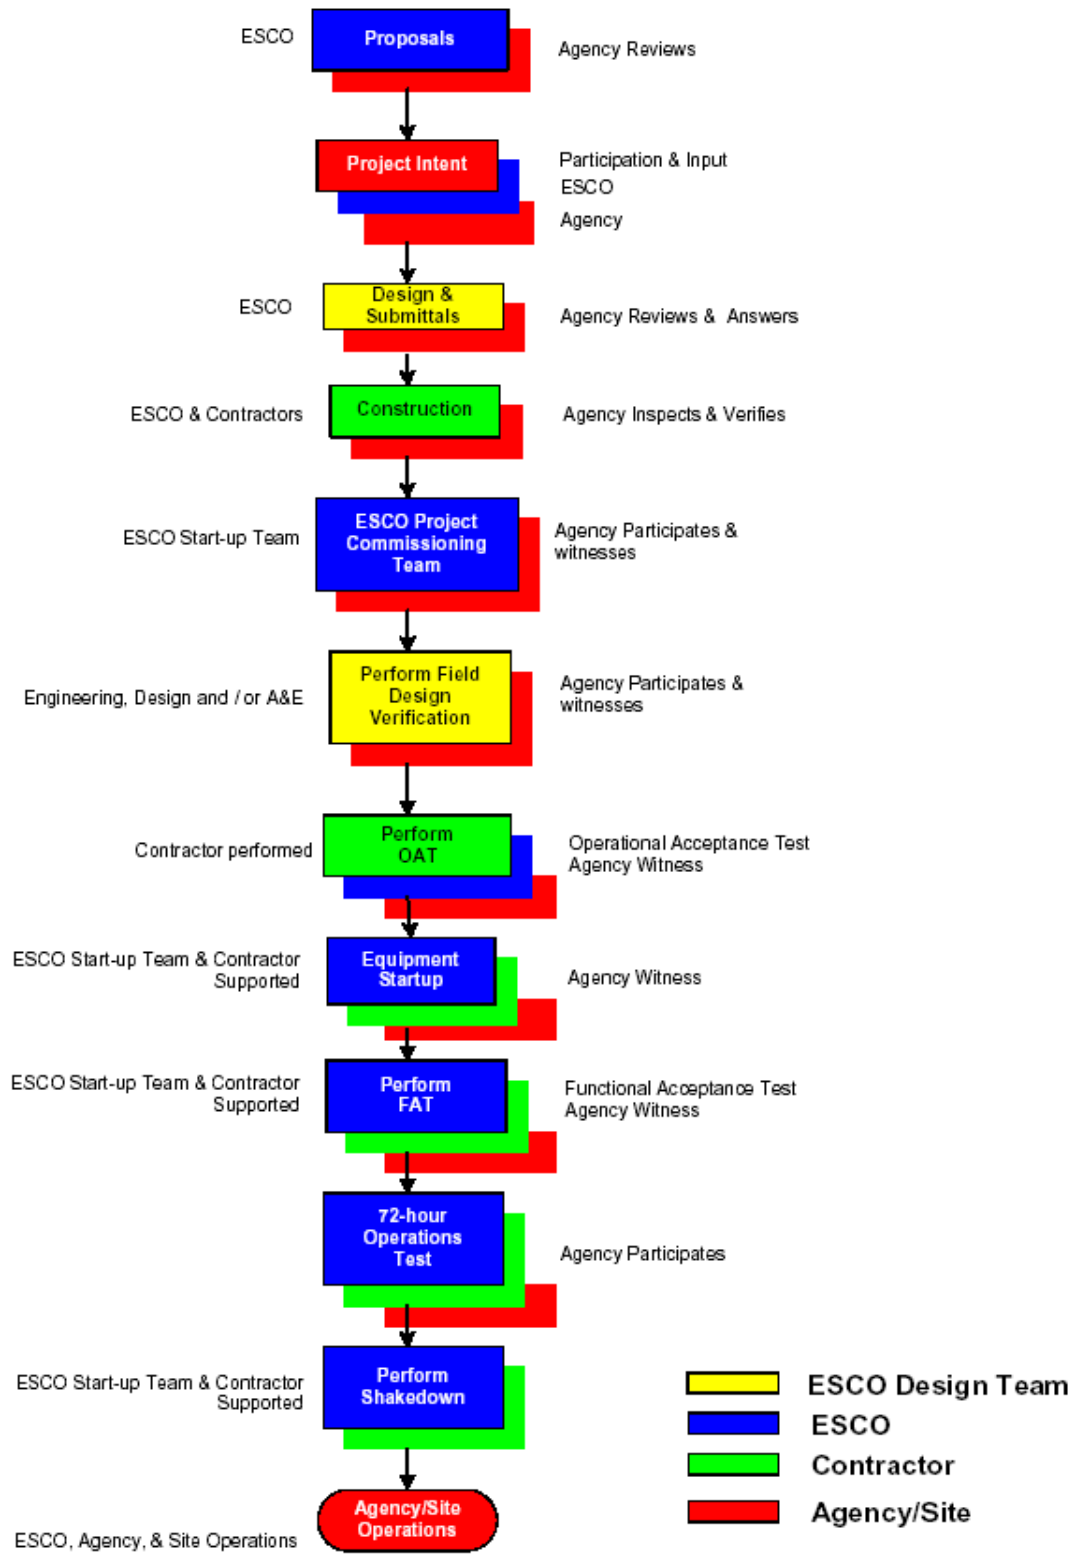 ESCO
Proposals
Agency Reviews
Project Intent
Participation & Input
ESCO
Agency
ESCO
Design &
Submittals
Agency Reviews & Answers
ESCO & Contractors
Construction
Agency Inspects & Verifies
ESCO Start-up Team
ESCO Project
Commissioning
Team
Agency Participates &
witnesses
Engineering, Design and / or A&E
Perform Field
Design
Verification
Agency Participates &
witnesses
Contractor performed
Perform
OAT
Operational Acceptance Test
Agency Witness
ESCO Start-up Team & Contractor
Supported
Equipment
Startup
Agency Witness
ESCO Start-up Team & Contractor
Supported
Perform
FAT
Functional Acceptance Test
Agency Witness
72-hour
Operations
Test
Agency Participates
ESCO Start-up Team & Contractor
Supported
Perform
Shakedown
ESCO, Agency, & Site Operations
Agency/Site
Operations
ESCO Design Team
ESCO
Contractor
Agency/Site